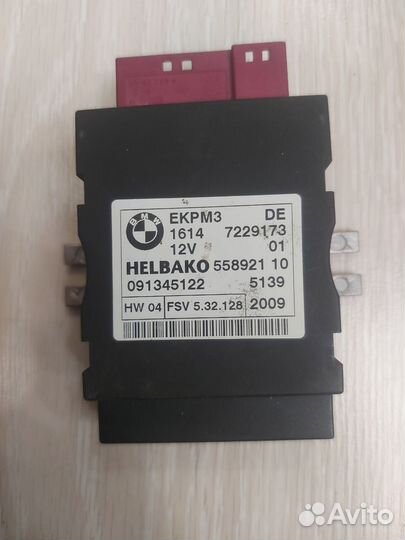 BMW
EKPM3 DE
1614 7229173
12V 01
HELBAKO 558921 10
091345122 5139
HW 04 FSV 5.32.128 2009
Avito